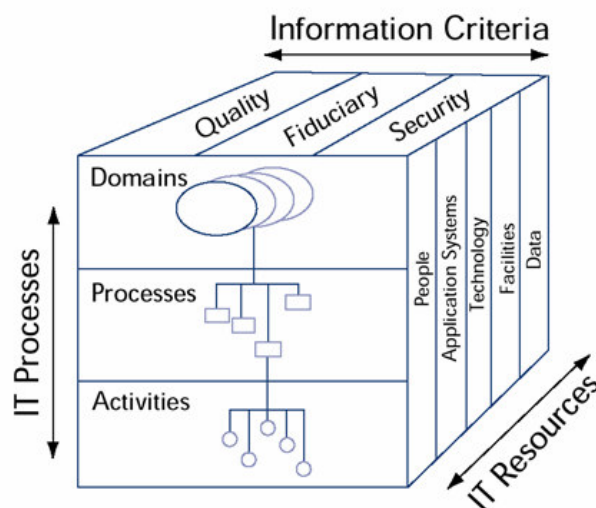 Information Criteria
Quality
Fiduciary
Security
Domains
Processes
Activities
IT Processes
People
Application Systems
Technology
Facilities
Data
IT Resources